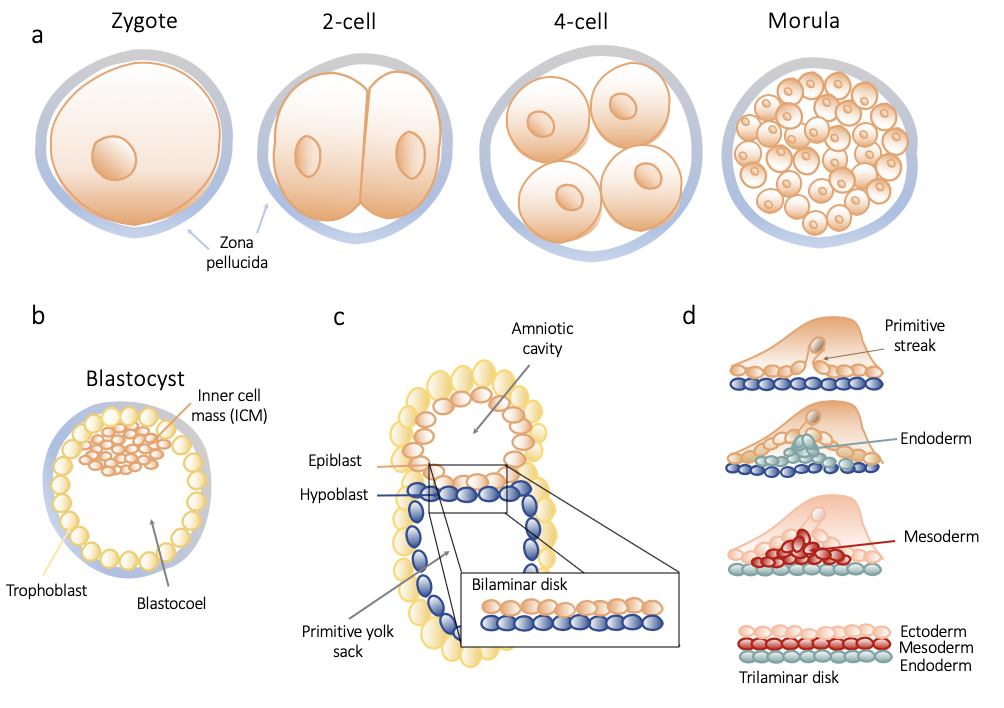 a
Zygote
2-cell
4-cell
Morula
Zona
pellucida
b
Blastocyst
Inner cell
mass (ICM)
Trophoblast
Blastocoel
c
Amniotic
cavity
Epiblast
Hypoblast
Bilaminar disk
Primitive yolk
sack
d
Primitive
streak
Endoderm
Mesoderm
Ectoderm
Mesoderm
Endoderm
Trilaminar disk